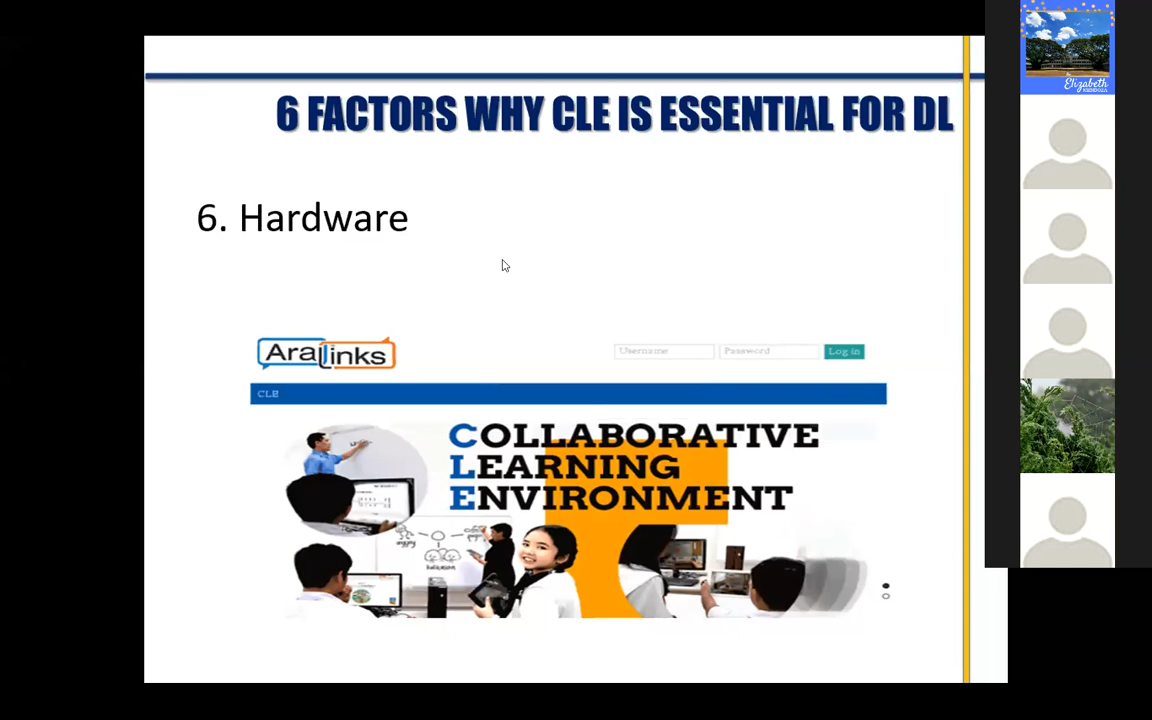 6 FACTORS WHY CLE IS ESSENTIAL FOR DL
6. Hardware
AraLinks
Username
Password
Log in
CLE
COLLABORATIVE
LEARNING
ENVIRONMENT
Elizabeth